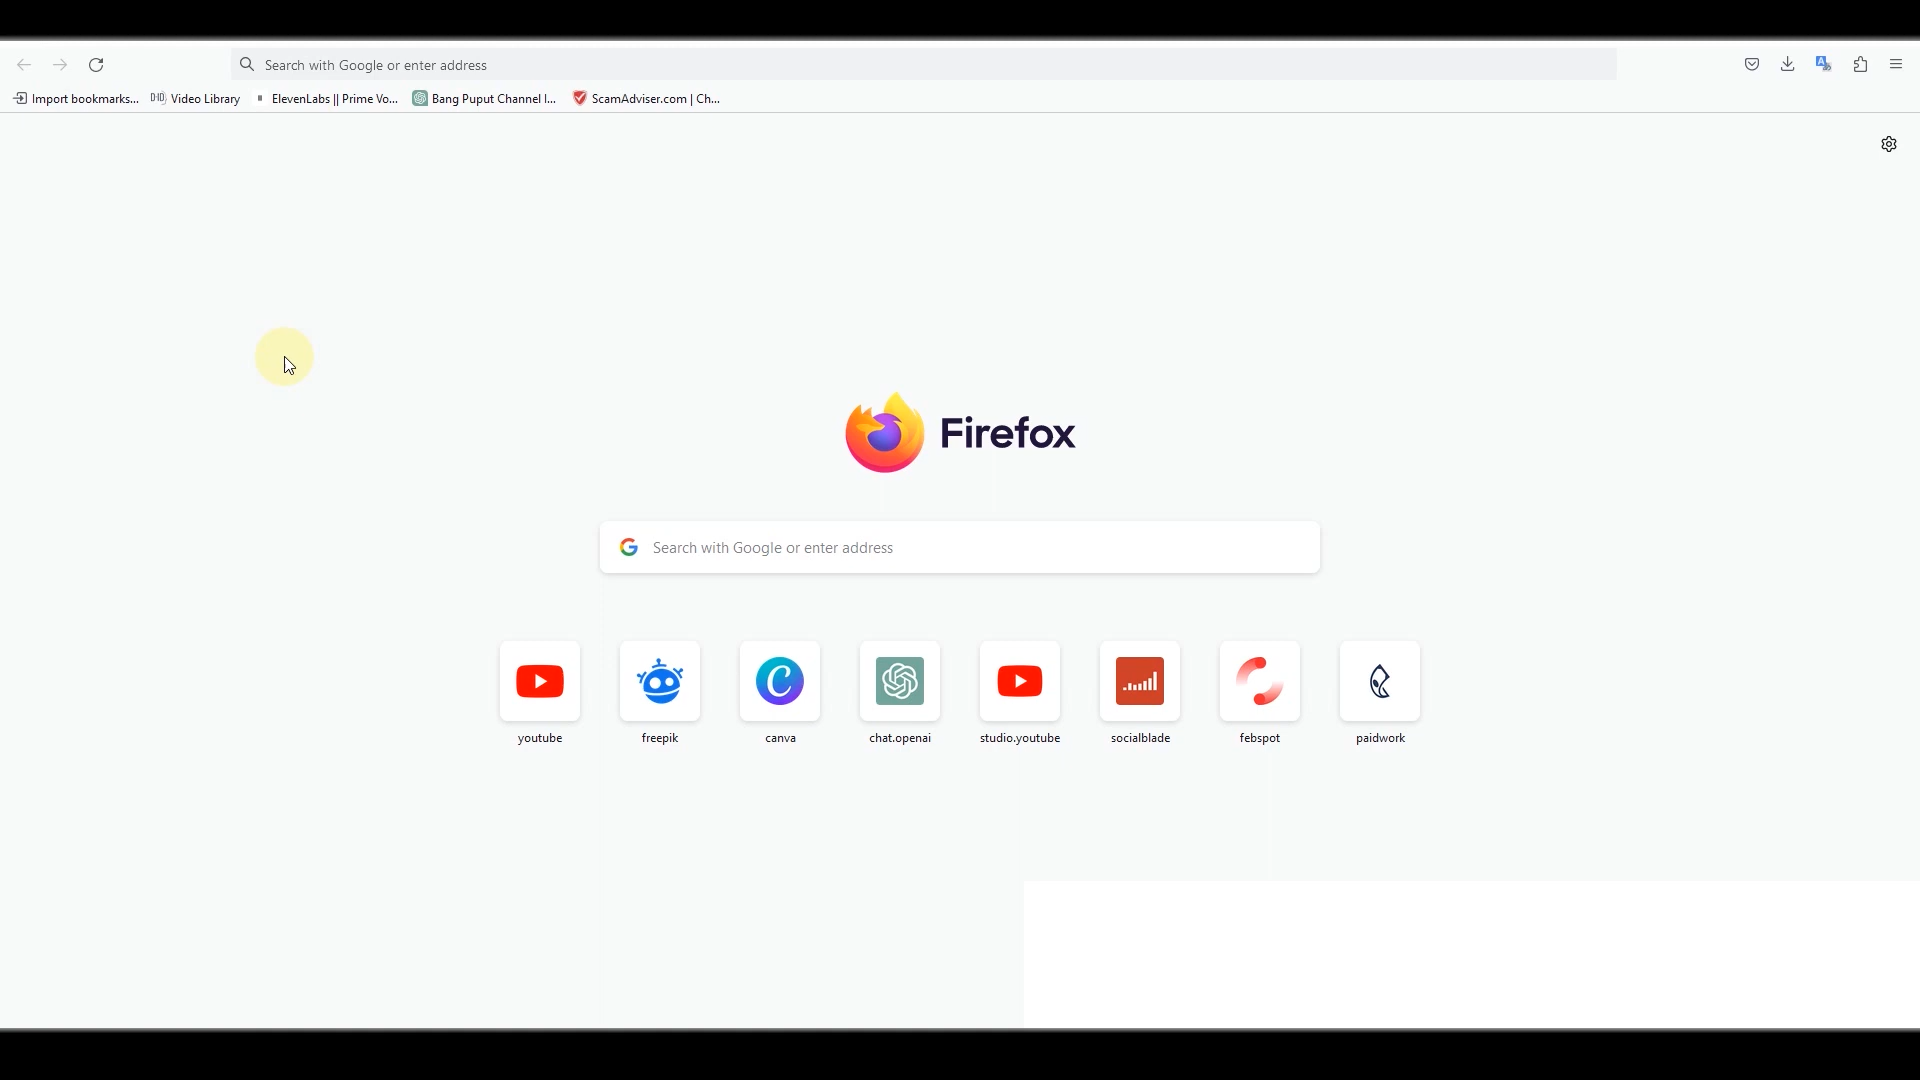 Search with Google or enter address
Import bookmarks... Video Library ElevenLabs || Prime Vo... Bang Puput Channel I... ScamAdviser.com | Ch...
Firefox
Search with Google or enter address
youtube freepik canva chat.openai studio.youtube socialblade febspot paidwork